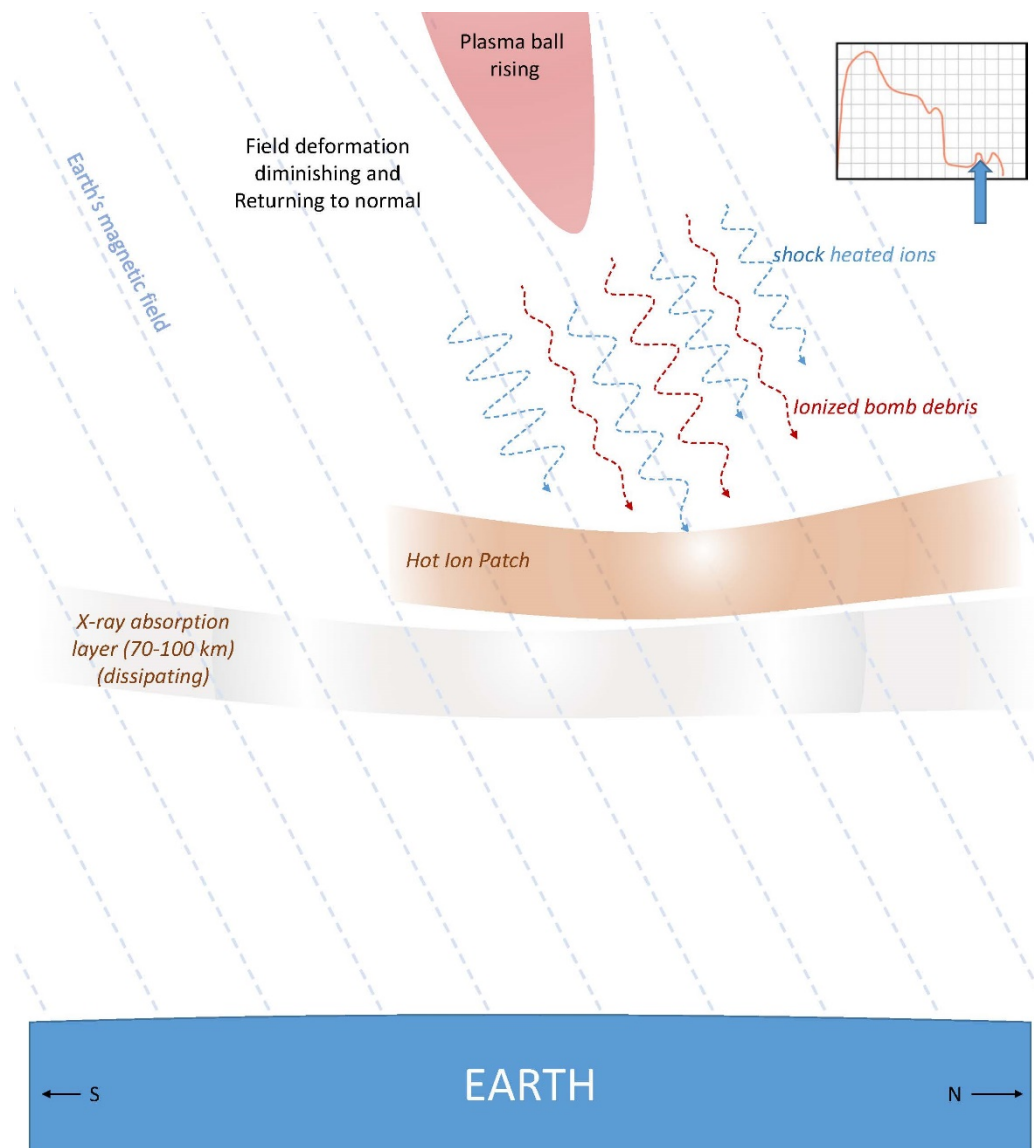 Plasma ball
rising
Field deformation
diminishing and
Returning to normal
Earth's magnetic field
shock heated ions
Ionized bomb debris
Hot Ion Patch
X-ray absorption
layer (70-100 km)
(dissipating)
EARTH
S
N